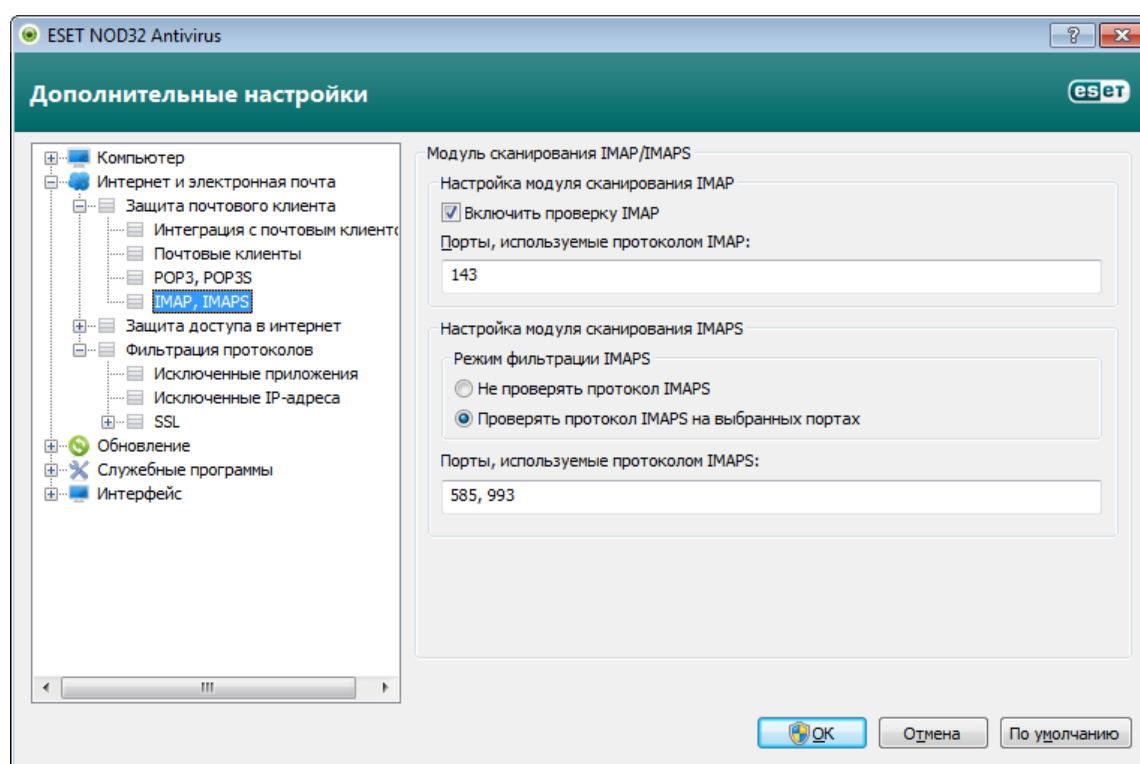 ESET NOD32 Antivirus
Дополнительные настройки
eseт
Компьютер
Интернет и электронная почта
Защита почтового клиента
Интеграция с почтовым клиенто
Почтовые клиенты
POP3, POP3S
IMAP, IMAPS
Защита доступа в интернет
Фильтрация протоколов
Исключенные приложения
Исключенные IP-адреса
SSL
Обновление
Служебные программы
Интерфейс
Модуль сканирования IMAP/IMAPS
Настройка модуля сканирования IMAP
Включить проверку IMAP
Порты, используемые протоколом IMAP:
143
Настройка модуля сканирования IMAPS
Режим фильтрации IMAPS
Не проверять протокол IMAPS
Проверять протокол IMAPS на выбранных портах
Порты, используемые протоколом IMAPS:
585, 993
OK
Отмена
По умолчанию